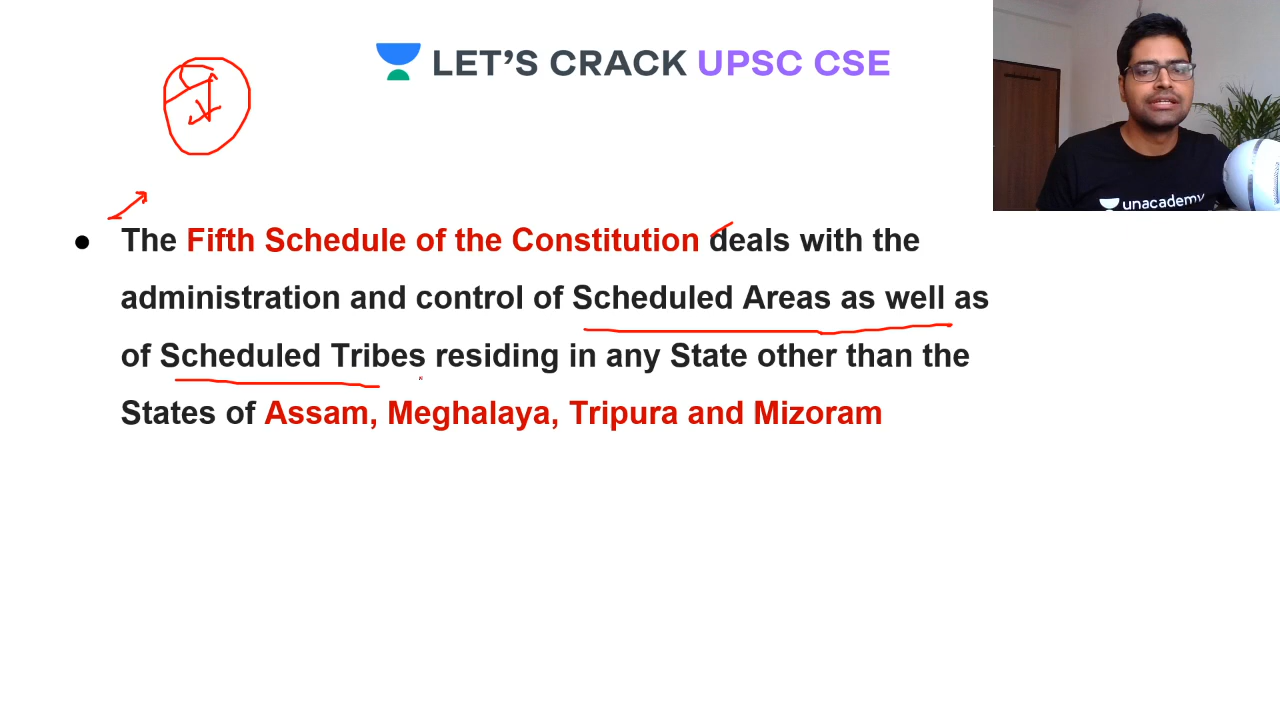 LET'S CRACK UPSC CSE
unacademy
● The Fifth Schedule of the Constitution deals with the
administration and control of Scheduled Areas as well as
of Scheduled Tribes residing in any State other than the
States of Assam, Meghalaya, Tripura and Mizoram